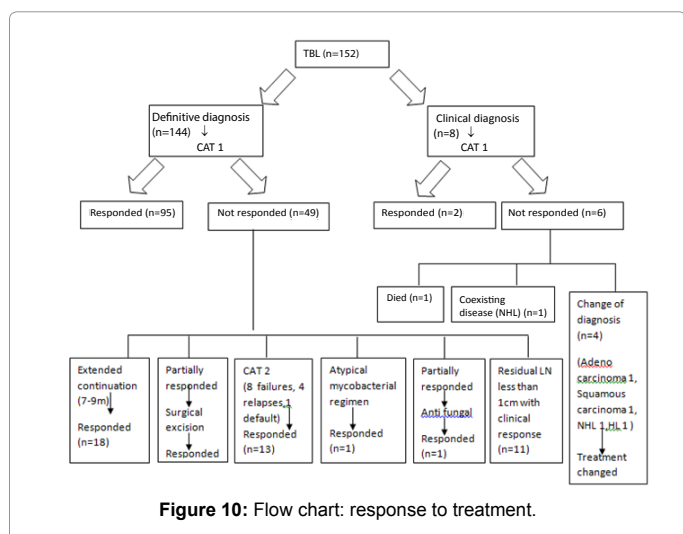 TBL (n=152)
Definitive diagnosis
(n=144) ↓
CAT 1
Clinical diagnosis
(n=8) ↓
CAT 1
Responded (n=95)
Not responded (n=49)
Responded (n=2)
Not responded (n=6)
Died (n=1)
Coexisting
disease (NHL) (n=1)
Change of
diagnosis
(n=4)
(Adeno
carcinoma 1,
Squamous
carcinoma 1,
NHL 1,HL 1 )
Treatment
changed
Extended
continuation
(7-9m)
Responded
(n=18)
Partially
responded
Surgical
excision
Responded
CAT 2
(8 failures, 4
relapses,1
default)
Responded
(n=13)
Atypical
mycobacterial
regimen
Responded
(n=1)
Partially
responded
Anti fungal
Responded
(n=1)
Residual LN
less than
1cm with
clinical
response
(n=11)
Figure 10: Flow chart: response to treatment.